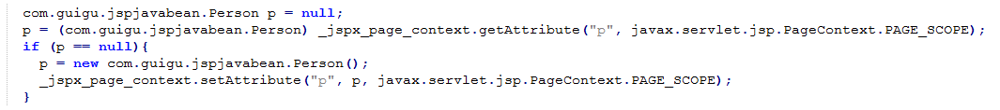 com.guigu.jspjavabean.Person p = null;
p = (com.guigu.jspjavabean.Person) _jspx_page_context.getAttribute("p", javax.servlet.jsp.PageContext.PAGE_SCOPE);
if (p == null){
  p = new com.guigu.jspjavabean.Person();
  _jspx_page_context.setAttribute("p", p, javax.servlet.jsp.PageContext.PAGE_SCOPE);
}